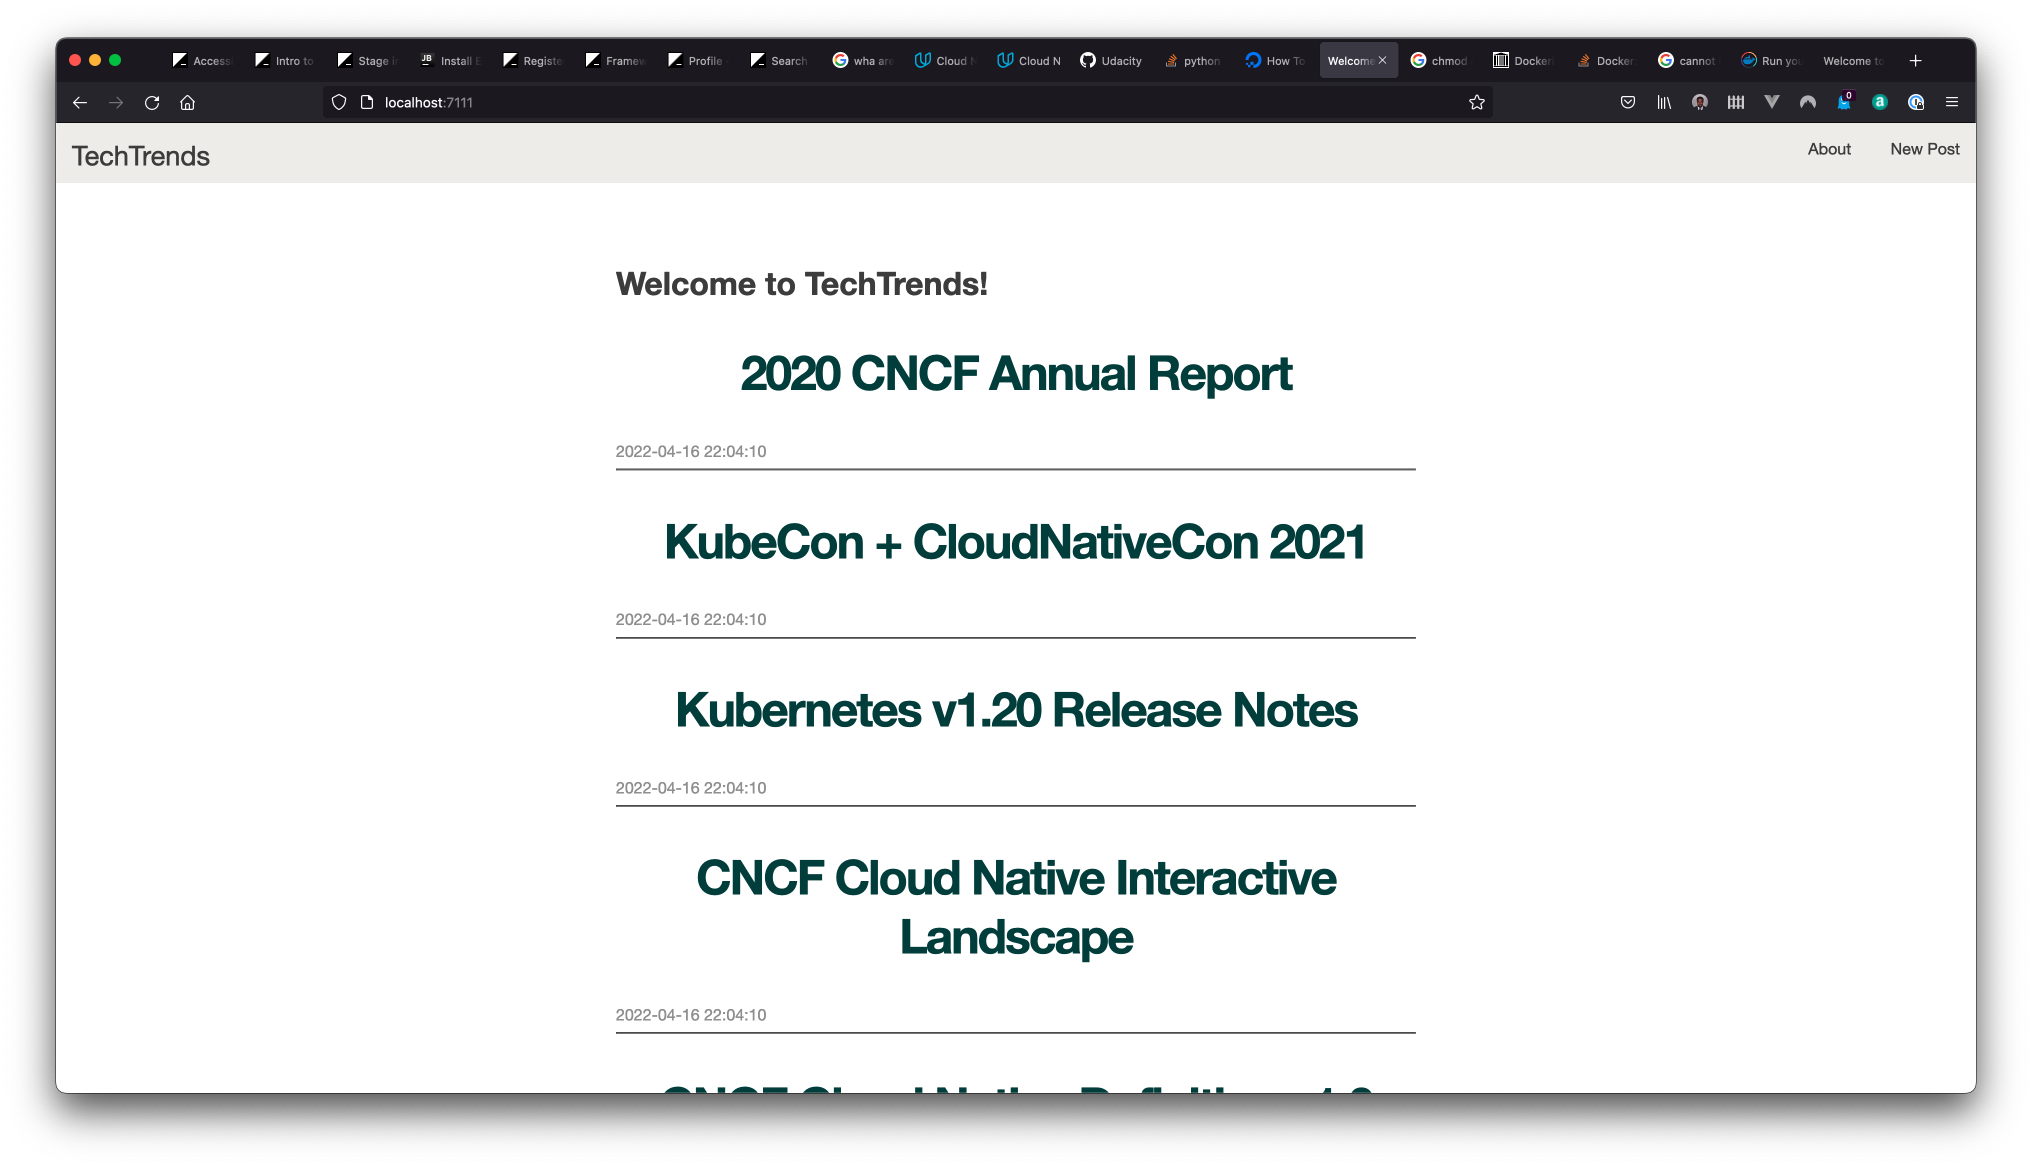 Access
Intro to
Stage i
JB Install E
Registe
Framew
Profile
Search
wha are
Cloud N
Cloud N
Udacity
python
How To
Welcome
chmod
Docker
Docker
cannot
Run you
Welcome to
localhost:7111
0
a
TechTrends
About
New Post
Welcome to TechTrends!
2020 CNCF Annual Report
2022-04-16 22:04:10
KubeCon + CloudNativeCon 2021
2022-04-16 22:04:10
Kubernetes v1.20 Release Notes
2022-04-16 22:04:10
CNCF Cloud Native Interactive
Landscape
2022-04-16 22:04:10